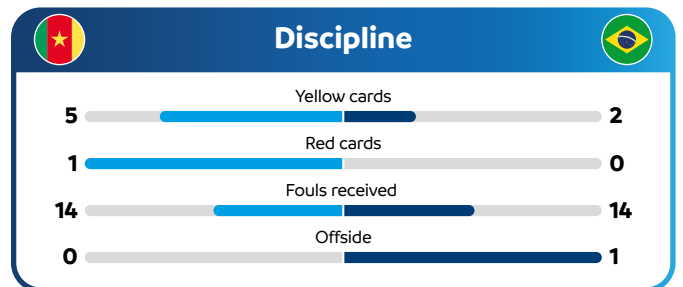 Discipline
Yellow cards
5 2
Red cards
1 0
Fouls received
14 14
Offside
0 1